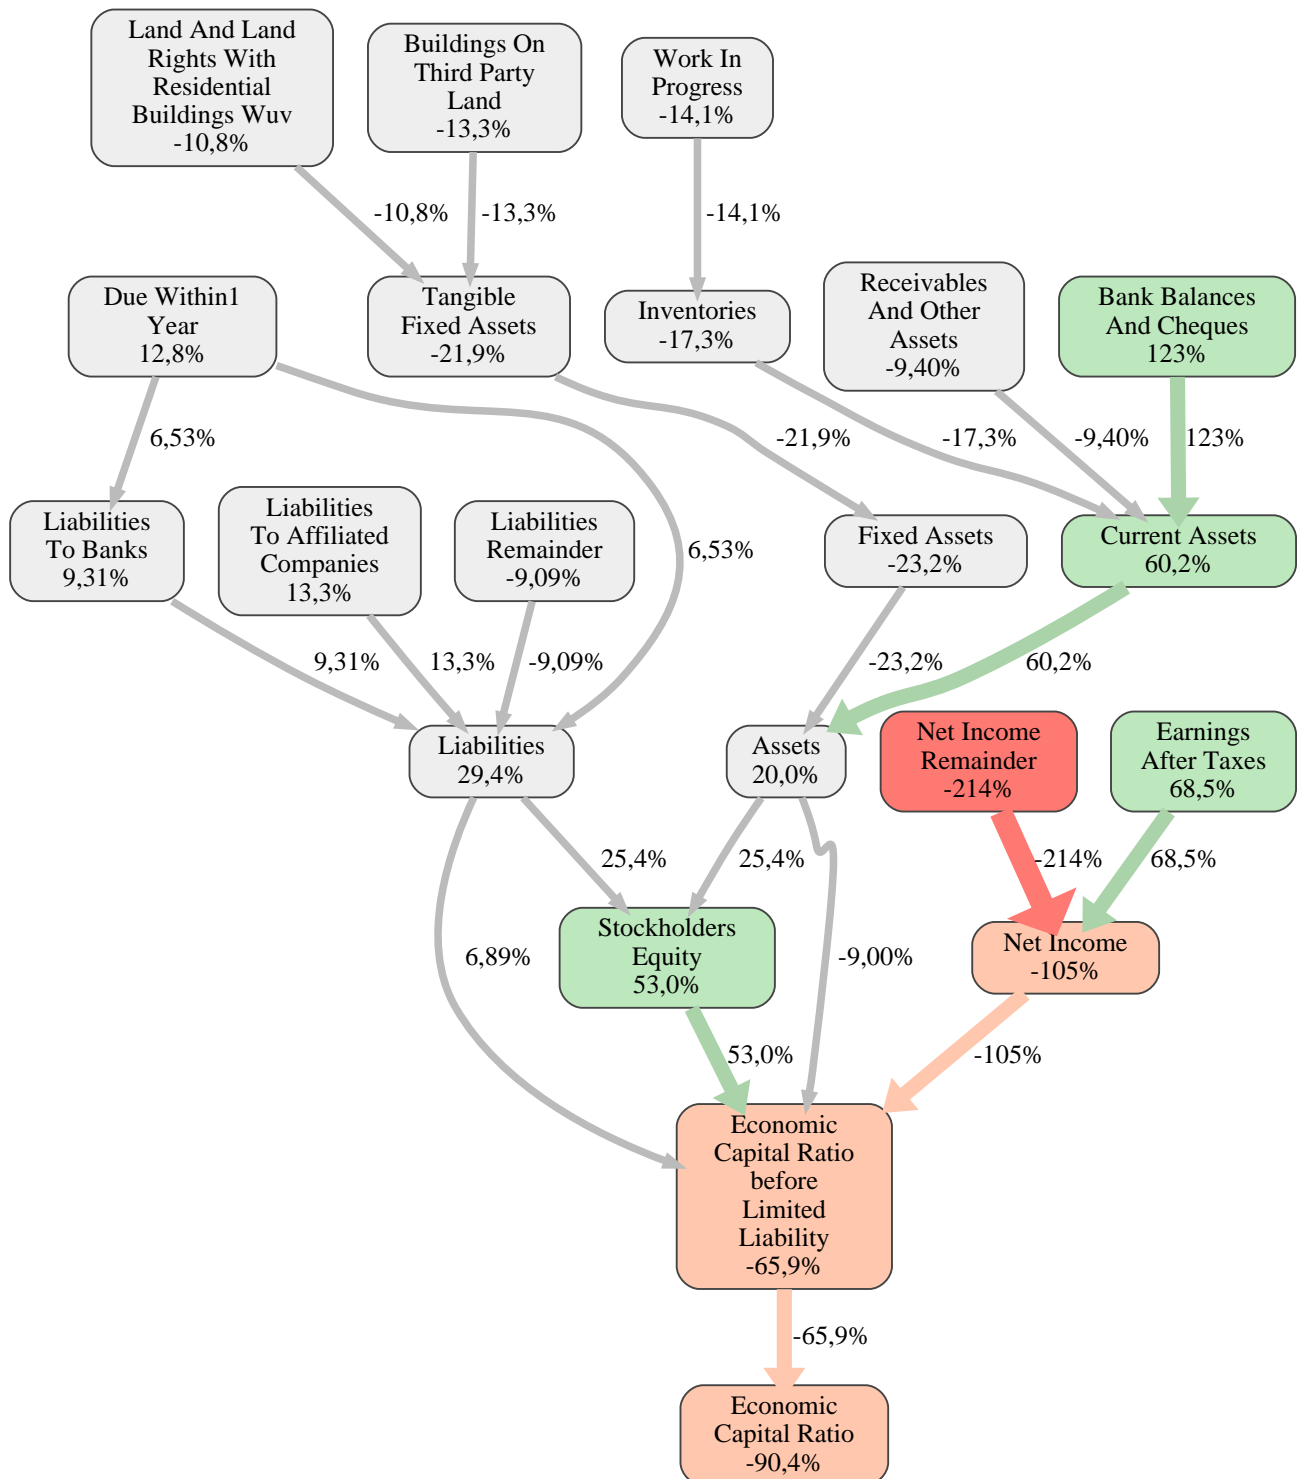 Land And Land
Rights With
Residential
Buildings Wuv
-10,8%
Buildings On
Third Party
Land
-13,3%
Work In
Progress
-14,1%
-10,8%
-13,3%
-14,1%
Due Within1
Year
12,8%
Tangible
Fixed Assets
-21,9%
Inventories
-17,3%
Receivables
And Other
Assets
-9,40%
Bank Balances
And Cheques
123%
6,53%
-21,9%
-17,3%
-9,40%
123%
Liabilities
To Banks
9,31%
Liabilities
To Affiliated
Companies
13,3%
Liabilities
Remainder
-9,09%
6,53%
Fixed Assets
-23,2%
Current Assets
60,2%
9,31%
13,3%
-9,09%
-23,2%
60,2%
Liabilities
29,4%
Assets
20,0%
Net Income
Remainder
-214%
Earnings
After Taxes
68,5%
25,4%
25,4%
-214%
68,5%
6,89%
Stockholders
Equity
53,0%
-9,00%
Net Income
-105%
53,0%
-105%
Economic
Capital Ratio
before
Limited
Liability
-65,9%
-65,9%
Economic
Capital Ratio
-90,4%